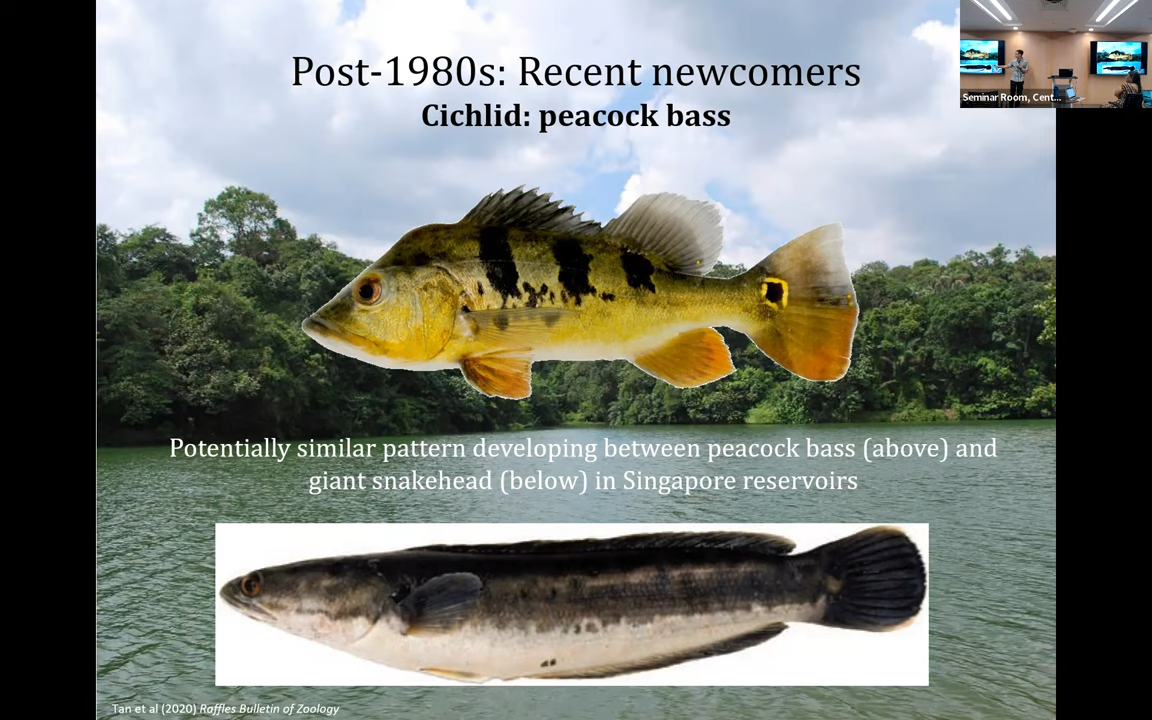 Post-1980s: Recent newcomers
Cichlid: peacock bass
Seminar Room, Cent...
Potentially similar pattern developing between peacock bass (above) and
giant snakehead (below) in Singapore reservoirs
Tan et al (2020) Raffles Bulletin of Zoology